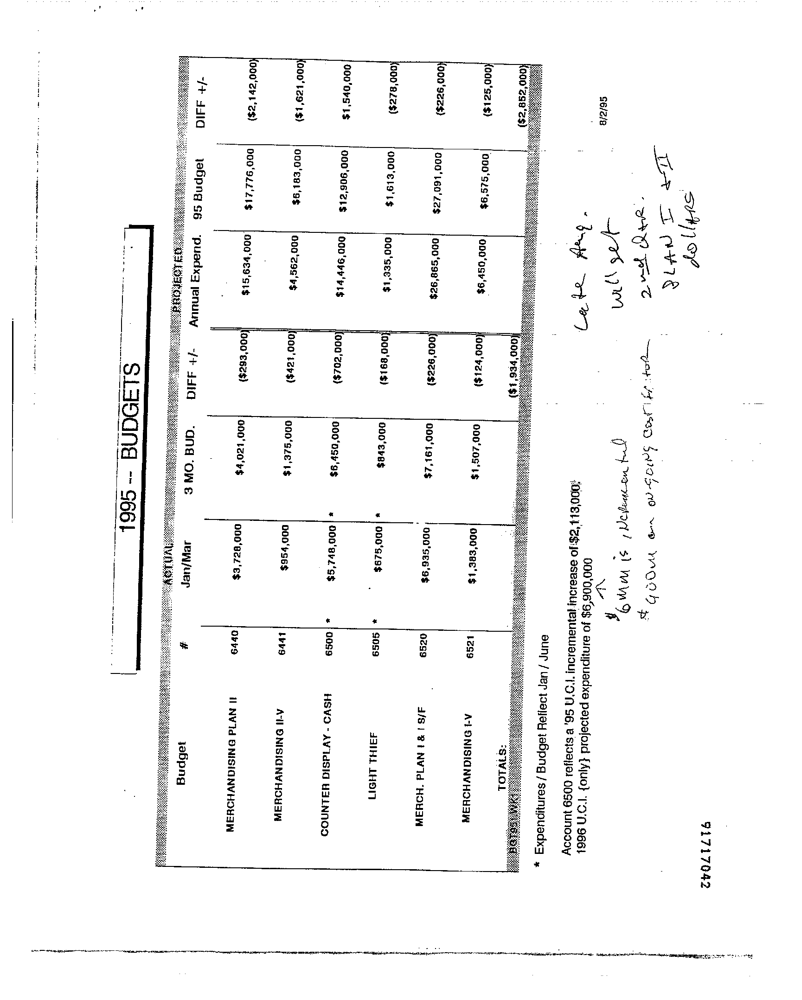 1995 -- BUDGETS
ACTUAL PROJECTED
Budget # Jan/Mar 3 MO. BUD. DIFF +/- Annual Expend. 95 Budget DIFF +/-
MERCHANDISING PLAN II 6440 $3,728,000 $4,021,000 ($293,000) $15,634,000 $17,776,000 ($2,142,000)
MERCHANDISING II-V 6441 $954,000 $1,375,000 ($421,000) $4,562,000 $6,183,000 ($1,621,000)
COUNTER DISPLAY - CASH 6500 * $5,748,000 * $6,450,000 ($702,000) $14,446,000 $12,906,000 $1,540,000
LIGHT THIEF 6505 * $675,000 * $843,000 ($168,000) $1,335,000 $1,613,000 ($278,000)
MERCH. PLAN I & I S/F 6520 $6,935,000 $7,161,000 ($226,000) $26,865,000 $27,091,000 ($226,000)
MERCHANDISING I-V 6521 $1,383,000 $1,507,000 ($124,000) $6,450,000 $6,575,000 ($125,000)
TOTALS: ($1,934,000) ($2,852,000)
BGT951.WK1
* Expenditures / Budget Reflect Jan / June
8/2/95
Account 6500 reflects a '95 U.C.I. incremental increase of $2,113,000;
1996 U.C.I. {only} projected expenditure of $6,900,000
$6MM is incremental
$900M on on-going
Late Aug.
will get
2nd Qtr.
PLAN I + II
dollars
91717042